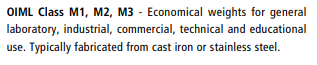 OIML Class M1, M2, M3 - Economical weights for general
laboratory, industrial, commercial, technical and educational
use. Typically fabricated from cast iron or stainless steel.